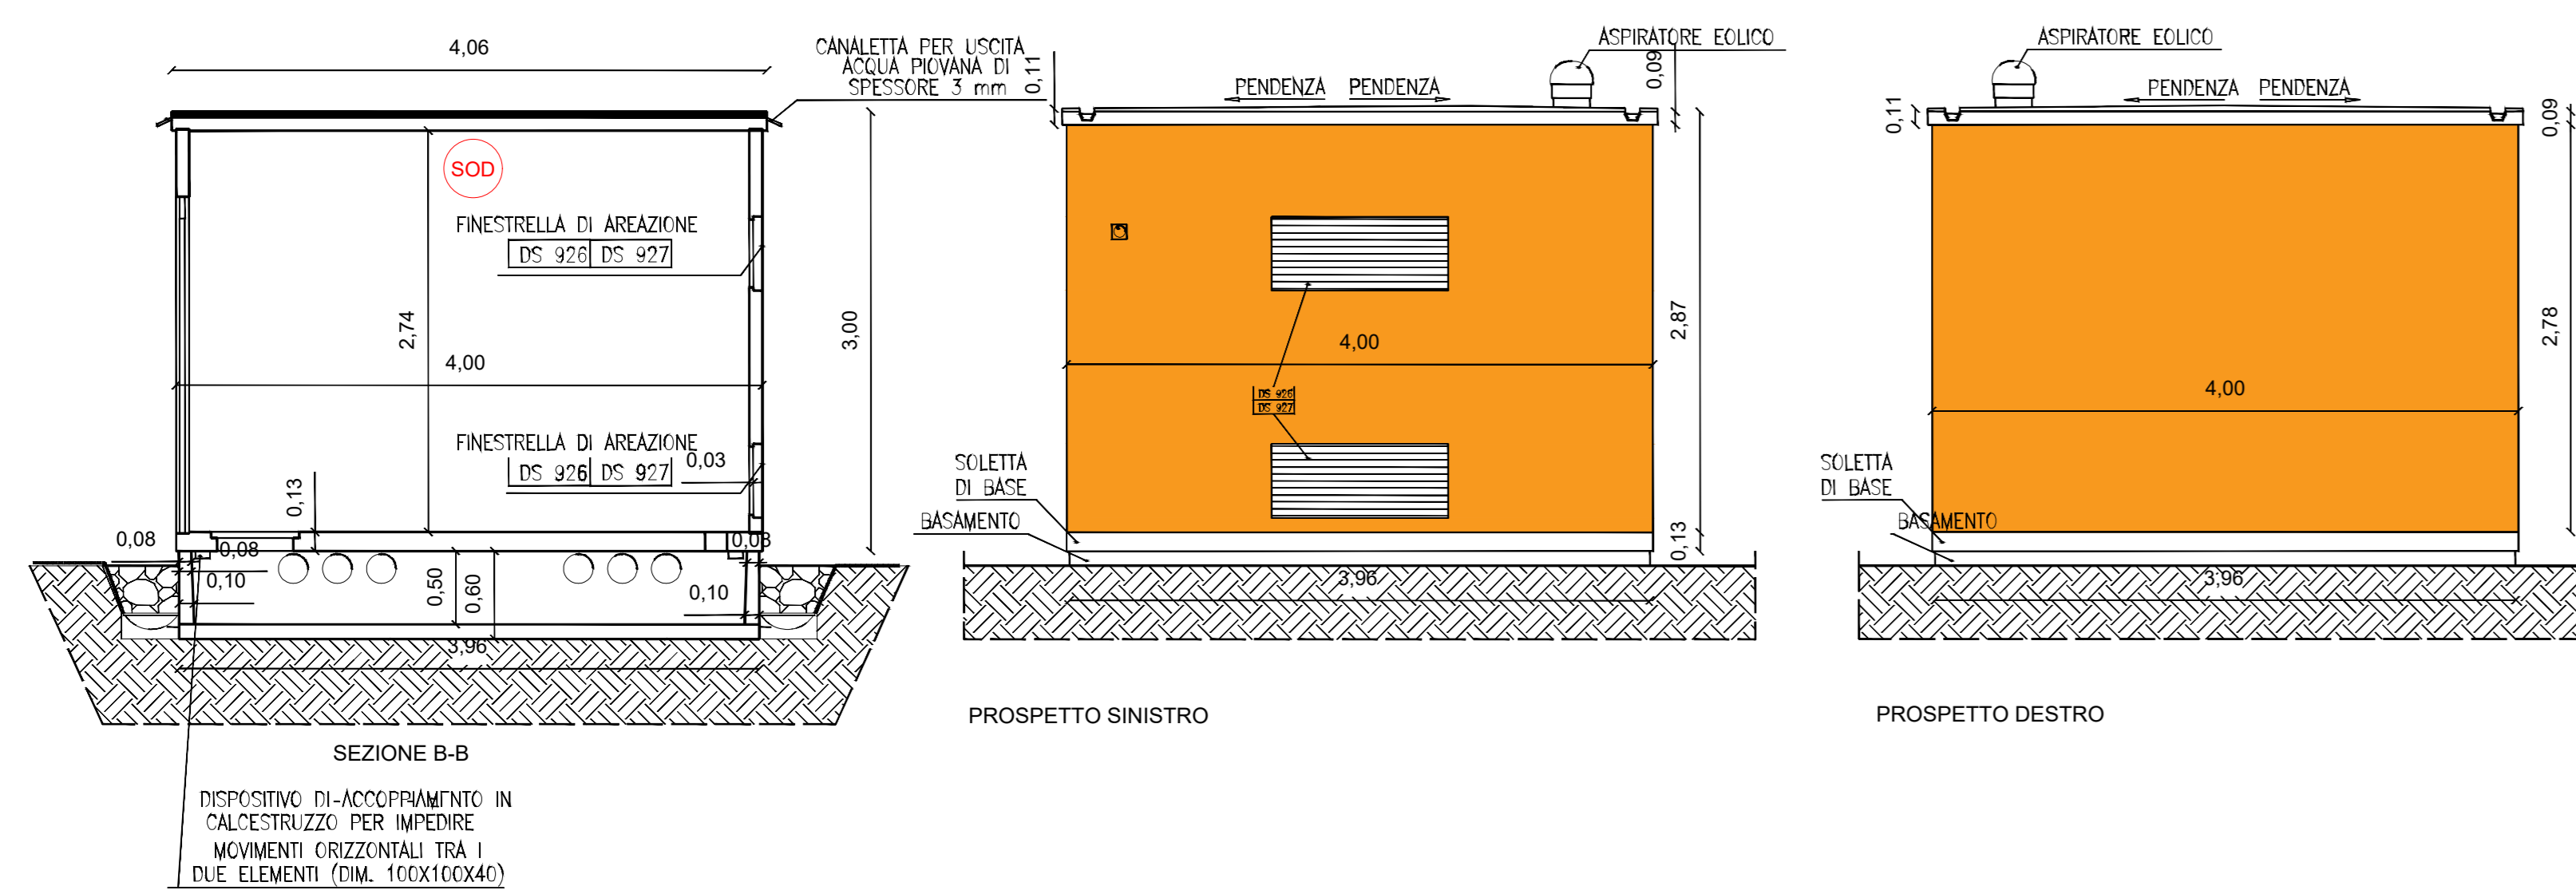 4,06
CANALETTA PER USCITA
ACQUA PIOVANA DI
SPESSORE 3 mm
SOD
FINESTRELLA DI AREAZIONE
DS 926 DS 927
2,74
4,00
3,00
FINESTRELLA DI AREAZIONE
DS 926 DS 927
0,03
0,13
0,08
0,08
0,10
0,50
0,60
0,03
0,10
3,96
SEZIONE B-B
DISPOSITIVO DI-ACCOPPIAMENTO IN
CALCESTRUZZO PER IMPEDIRE
MOVIMENTI ORIZZONTALI TRA I
DUE ELEMENTI (DIM. 100X100X40)
0,11
PENDENZA PENDENZA
ASPIRATORE EOLICO
0,09
2,87
4,00
DS 926
DS 927
SOLETTA
DI BASE
BASAMENTO
0,13
3,96
PROSPETTO SINISTRO
ASPIRATORE EOLICO
PENDENZA PENDENZA
0,11
0,09
2,78
4,00
SOLETTA
DI BASE
BASAMENTO
3,96
PROSPETTO DESTRO